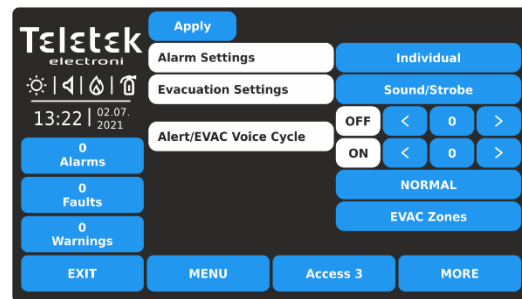 Teletek
electroni
13:22
02.07.
2021
0
Alarms
0
Faults
0
Warnings
Apply
Alarm Settings
Individual
Evacuation Settings
Sound/Strobe
Alert/EVAC Voice Cycle
OFF < 0 >
ON < 0 >
NORMAL
EVAC Zones
EXIT
MENU
Access 3
MORE